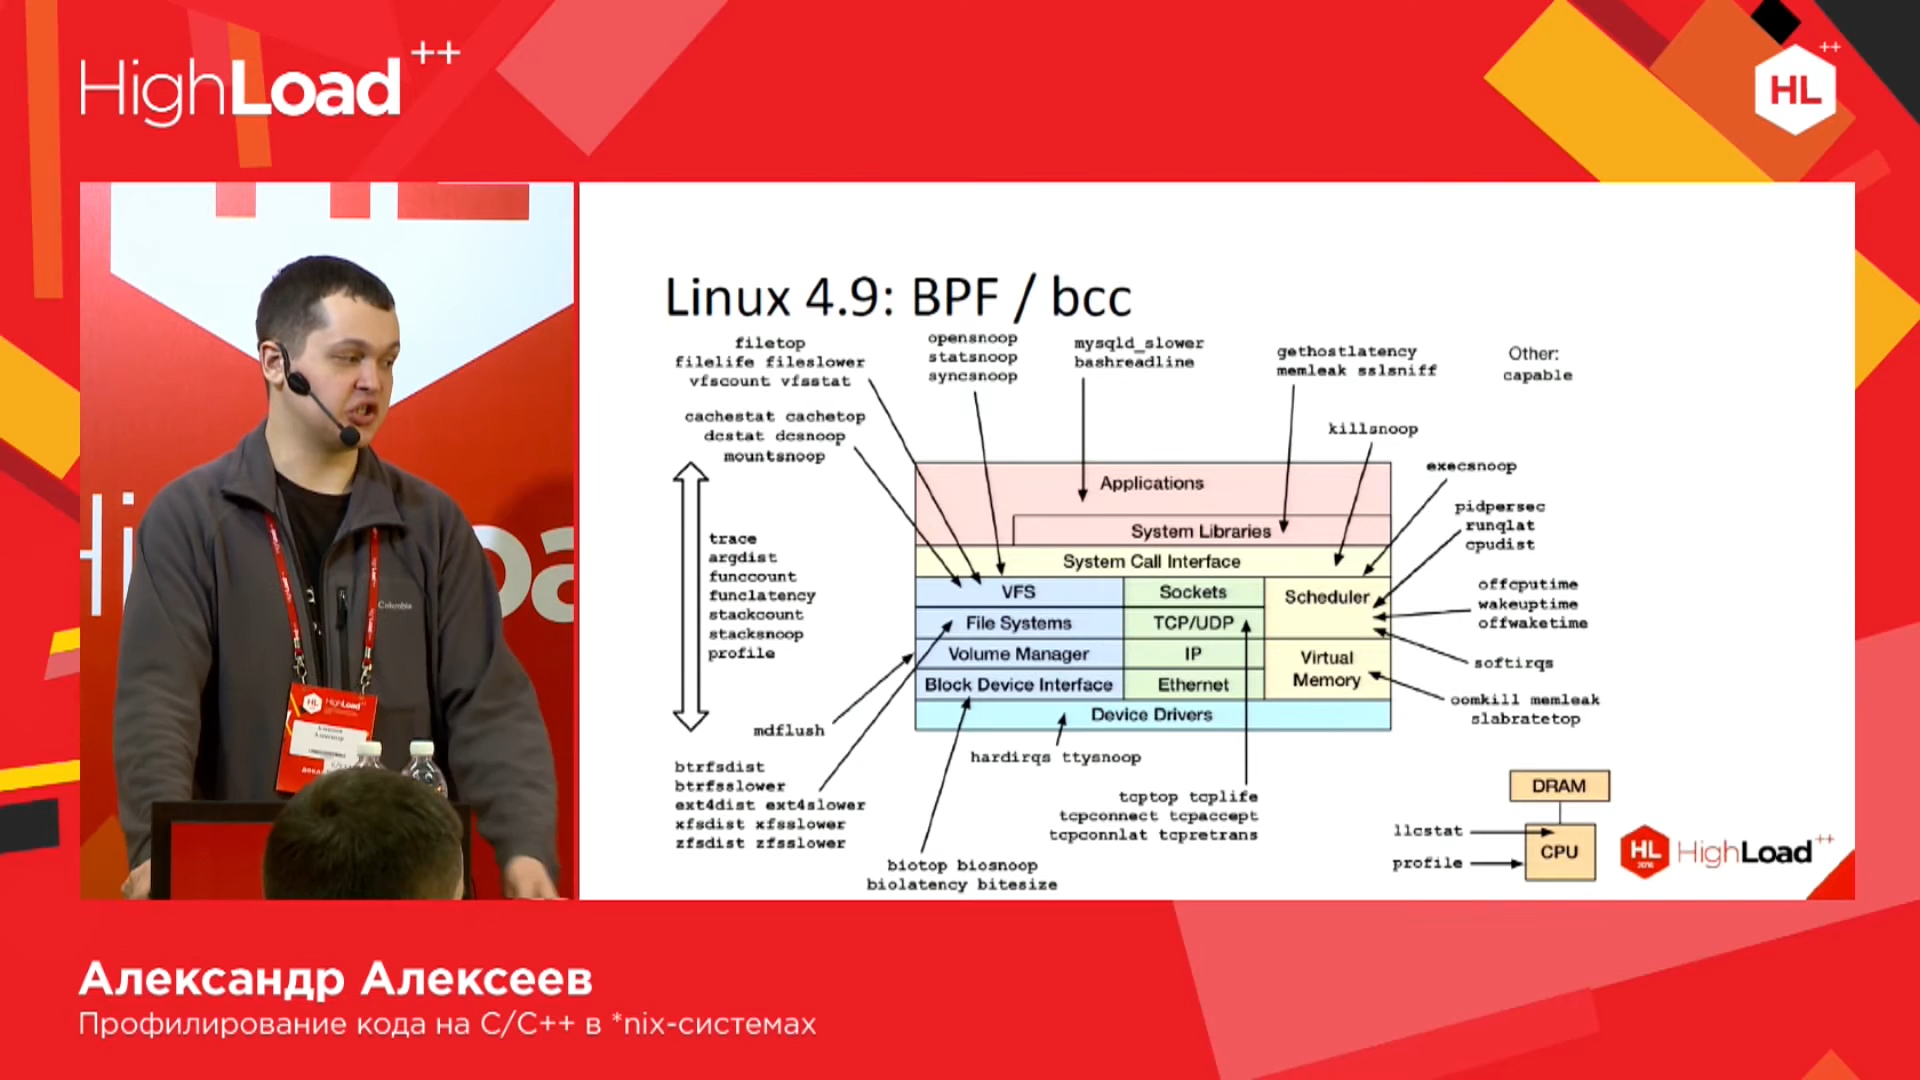 HighLoad++
HL++
Linux 4.9: BPF / bcc
filetop
filelife fileslower
vfscount vfsstat
opensnoop
statsnoop
syncsnoop
mysqld_slower
bashreadline
gethostlatency
memleak sslsniff
Other:
capable
cachestat cachetop
dcstat dcsnoop
mountsnoop
killsnoop
execsnoop
pidpersec
runqlat
cpudist
trace
argdist
funccount
funclatency
stackcount
stacksnoop
profile
Applications
System Libraries
System Call Interface
VFS
Sockets
Scheduler
File Systems
TCP/UDP
Volume Manager
IP
Virtual
Memory
Block Device Interface
Ethernet
Device Drivers
offcputime
wakeuptime
offwaketime
softirqs
oomkill memleak
slabratetop
mdflush
hardirqs ttysnoop
btrfsdist
btrfsslower
ext4dist ext4slower
xfsdist xfsslower
zfsdist zfsslower
tcptop tcplife
tcpconnect tcpaccept
tcpconnlat tcpretrans
biotop biosnoop
biolatency bitesize
DRAM
llcstat
CPU
profile
HL
2016
HighLoad++
Columbia
HL
HighLoad
Александр Алексеев
Профилирование кода на C/C++ в *nix-системах